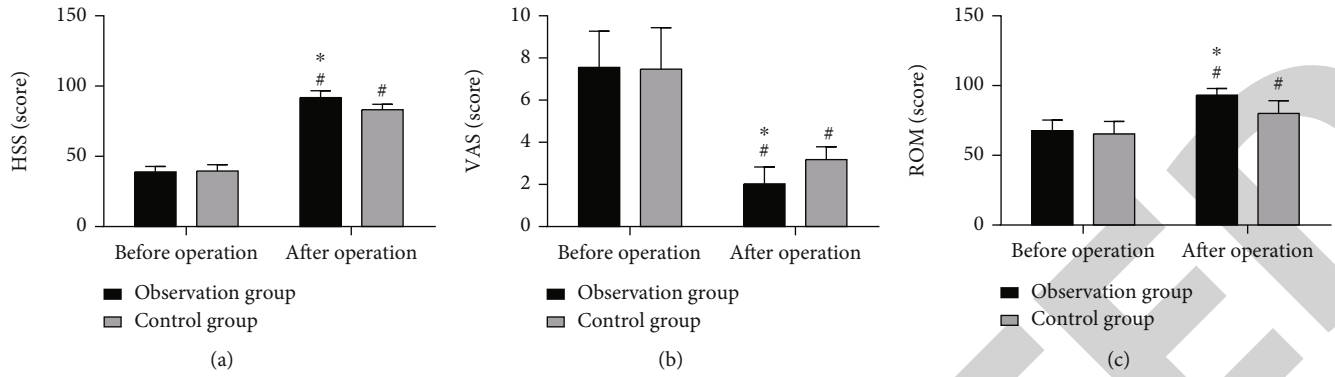 150
100
50
0
HSS (score)
*
#
#
Before operation
After operation
Observation group
Control group
(a)
10
8
6
4
2
0
VAS (score)
*
#
#
Before operation
After operation
Observation group
Control group
(b)
150
100
50
0
ROM (score)
*
#
#
Before operation
After operation
Observation group
Control group
(c)